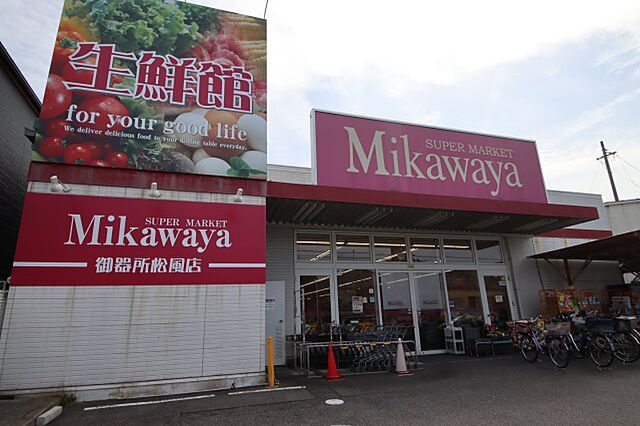 生鮮館
for your good life
We deliver delicious food to your dining table everyday.
SUPER MARKET
Mikawaya
御器所松風店
SUPER MARKET
Mikawaya